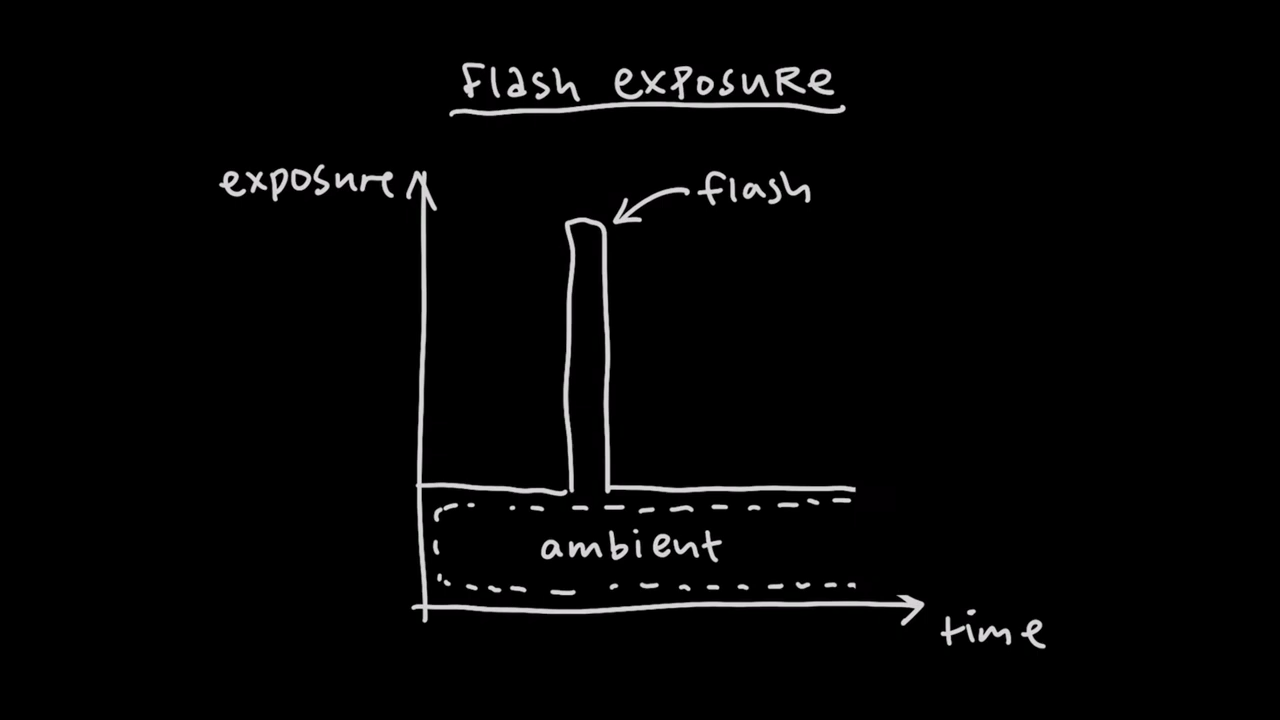 flash exposure
exposure
flash
ambient
time